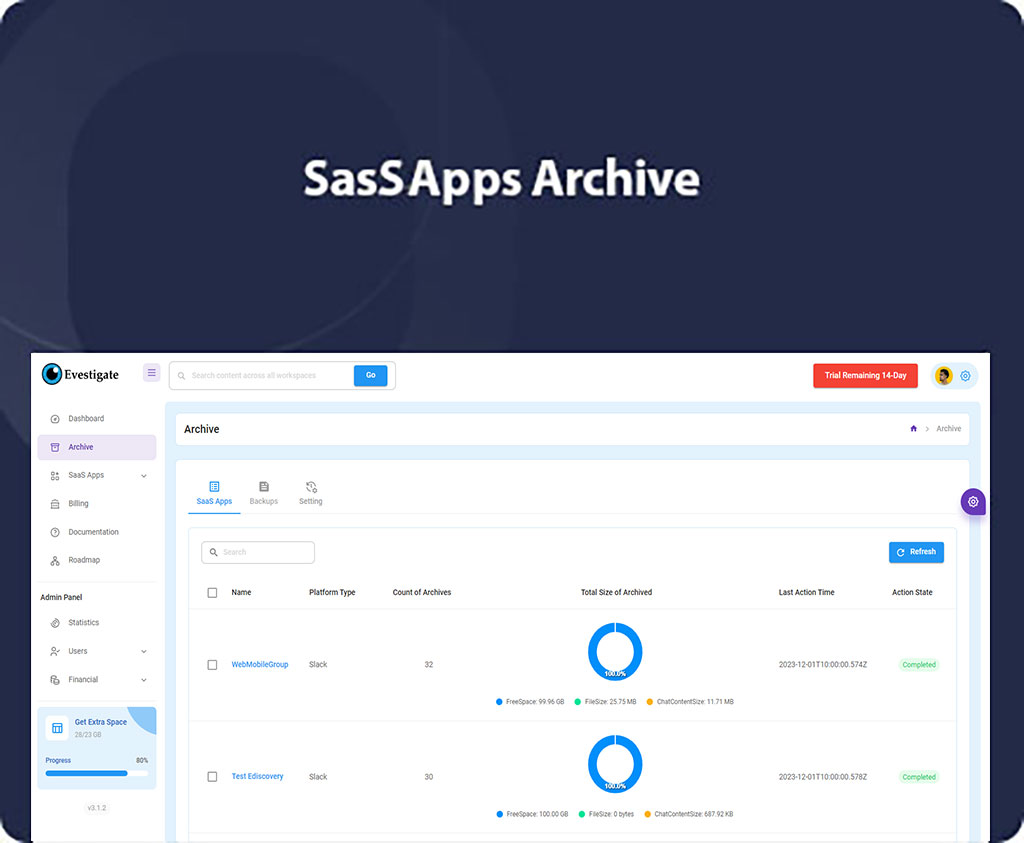 SasS Apps Archive
Evestigate
Search content across all workspaces
Go
Trial Remaining 14-Day
Dashboard
Archive
SaaS Apps
Billing
Documentation
Roadmap
Admin Panel
Statistics
Users
Financial
Get Extra Space
28/23 GB
Progress 80%
v3.1.2
Archive
Archive
SaaS Apps Backups Setting
Search
Refresh
Name Platform Type Count of Archives Total Size of Archived Last Action Time Action State
WebMobileGroup Slack 32 100.0% 2023-12-01T10:00:00.574Z Completed
FreeSpace: 99.96 GB FileSize: 25.75 MB ChatContentSize: 11.71 MB
Test Ediscovery Slack 30 100.0% 2023-12-01T10:00:00.578Z Completed
FreeSpace: 100.00 GB FileSize: 0 bytes ChatContentSize: 687.92 KB